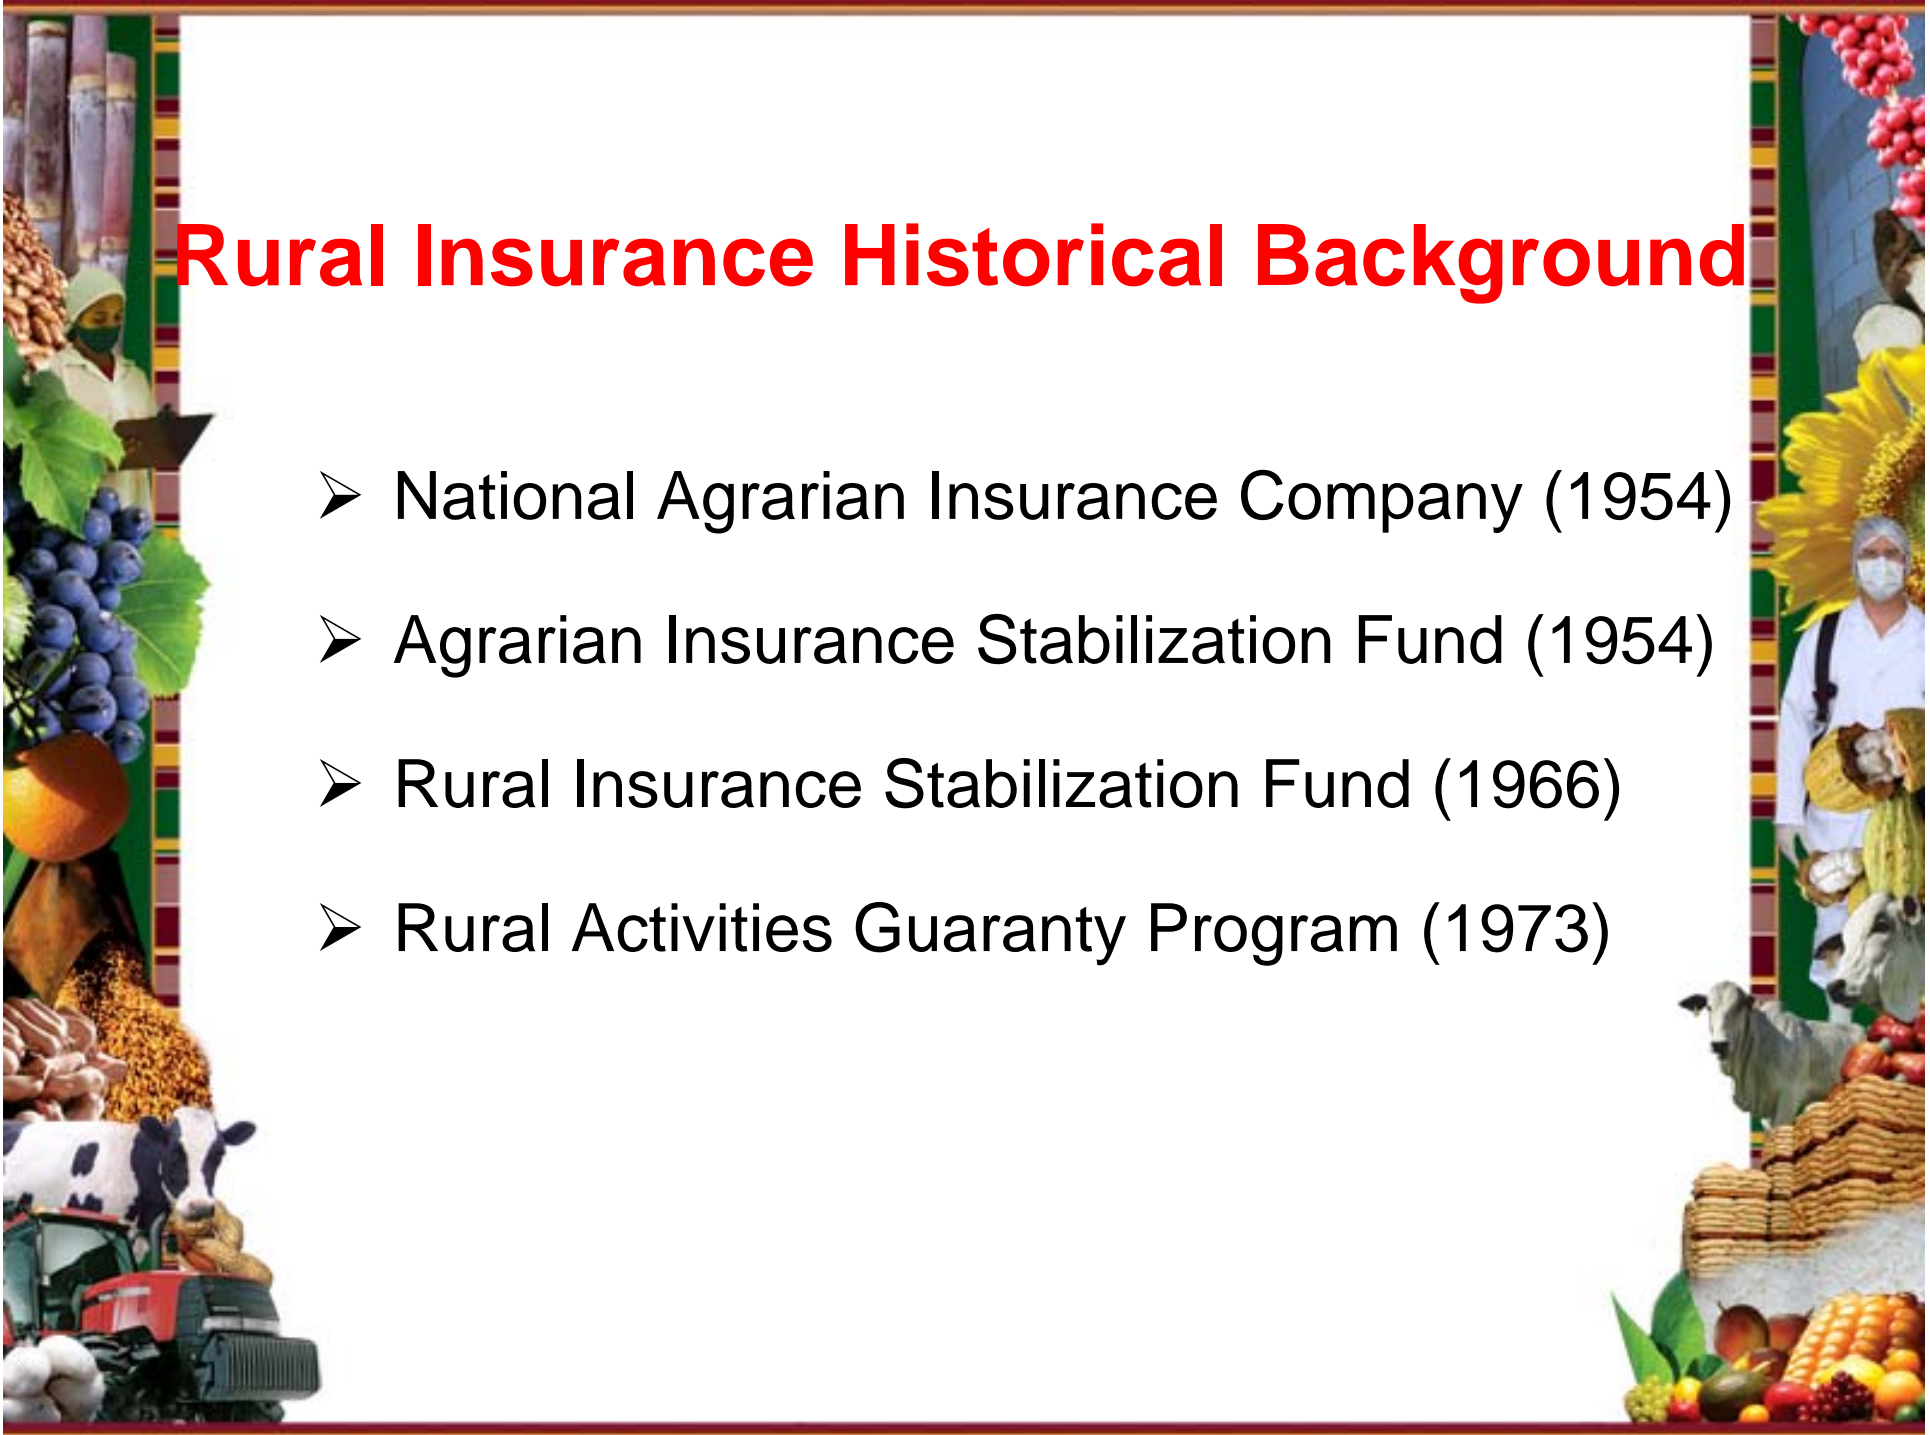 Rural Insurance Historical Background
➢ National Agrarian Insurance Company (1954)
➢ Agrarian Insurance Stabilization Fund (1954)
➢ Rural Insurance Stabilization Fund (1966)
➢ Rural Activities Guaranty Program (1973)